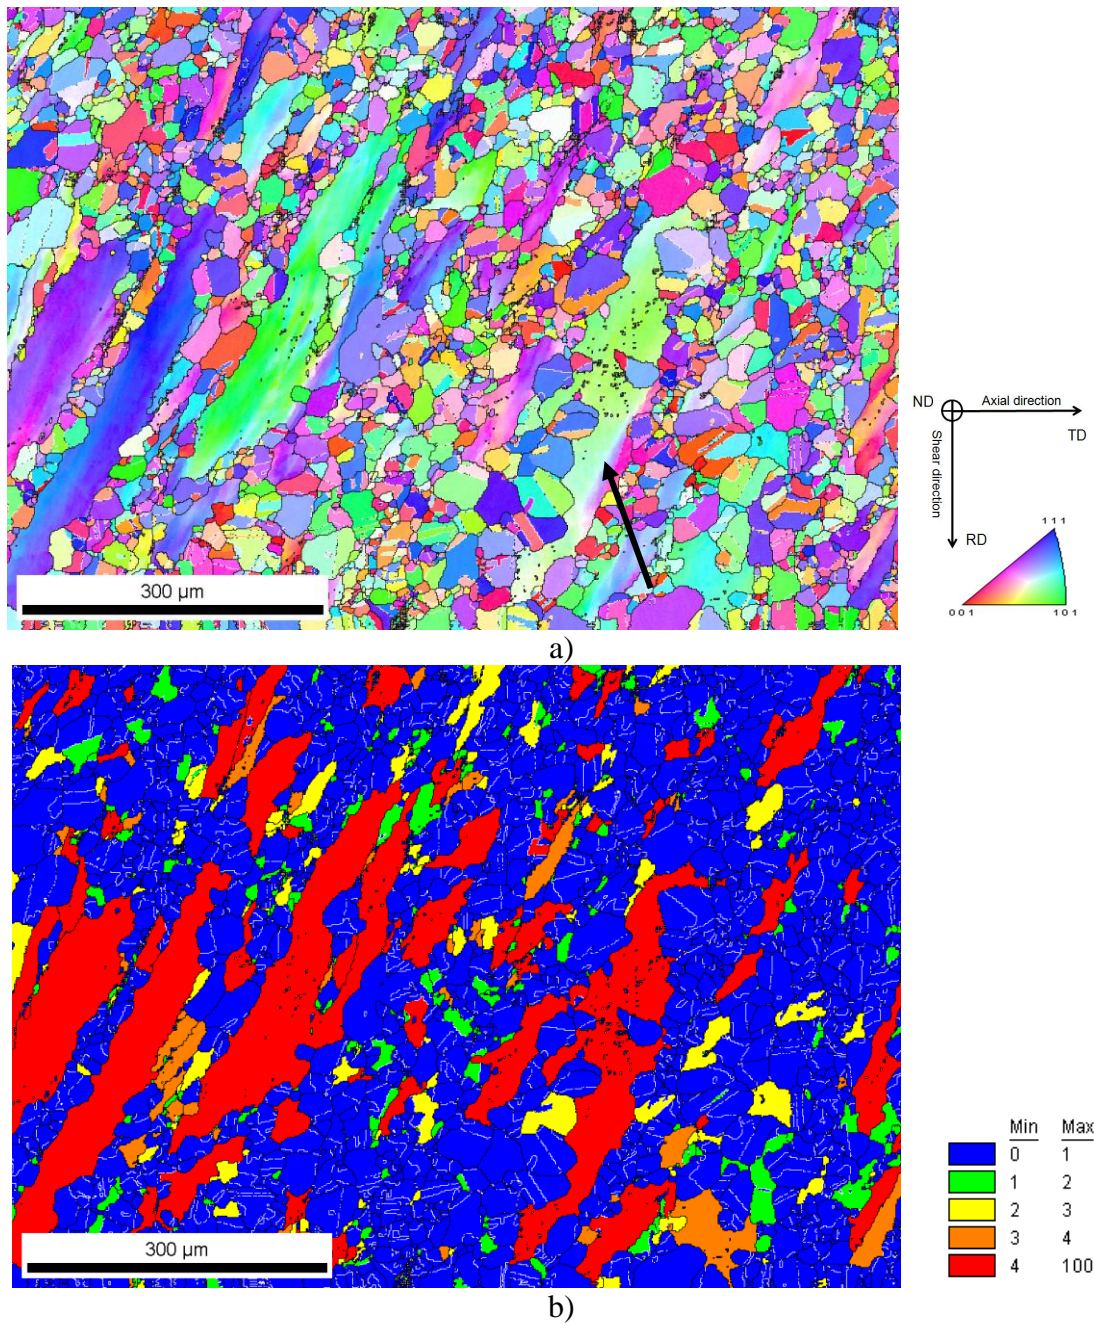 ND
Axial direction
TD
Shear direction
RD
1 1 1
0 0 1
1 0 1
300 µm
a)
Min Max
0 1
1 2
2 3
3 4
4 100
300 µm
b)